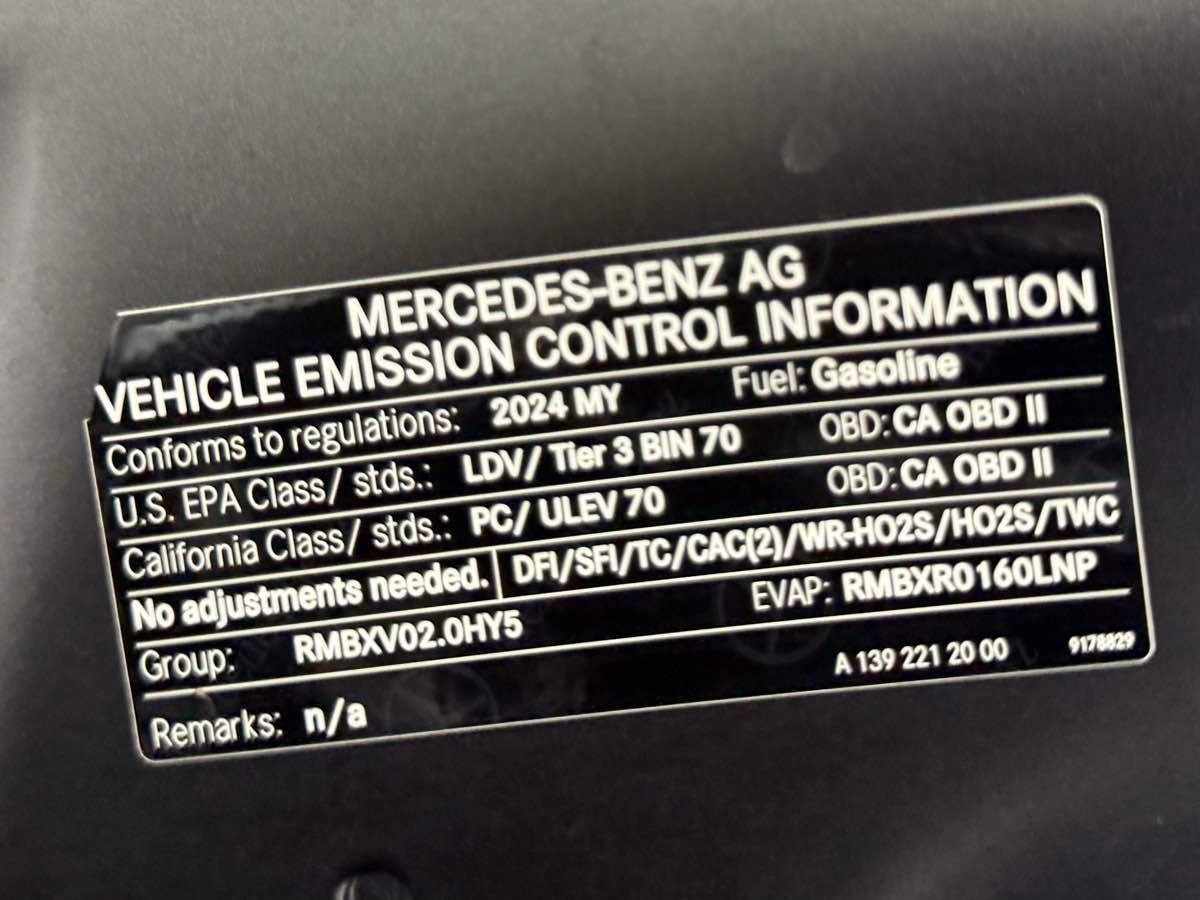 MERCEDES-BENZ AG
VEHICLE EMISSION CONTROL INFORMATION
Conforms to regulations: 2024 MY Fuel: Gasoline
U.S. EPA Class/ stds.: LDV/ Tier 3 BIN 70 OBD: CA OBD II
California Class/ stds.: PC/ ULEV 70 OBD: CA OBD II
No adjustments needed. DFI/SFI/TC/CAC(2)/WR-HO2S/HO2S/TWC
Group: RMBXV02.0HY5 EVAP: RMBXR0160LNP
Remarks: n/a A 139 221 20 00 9178829